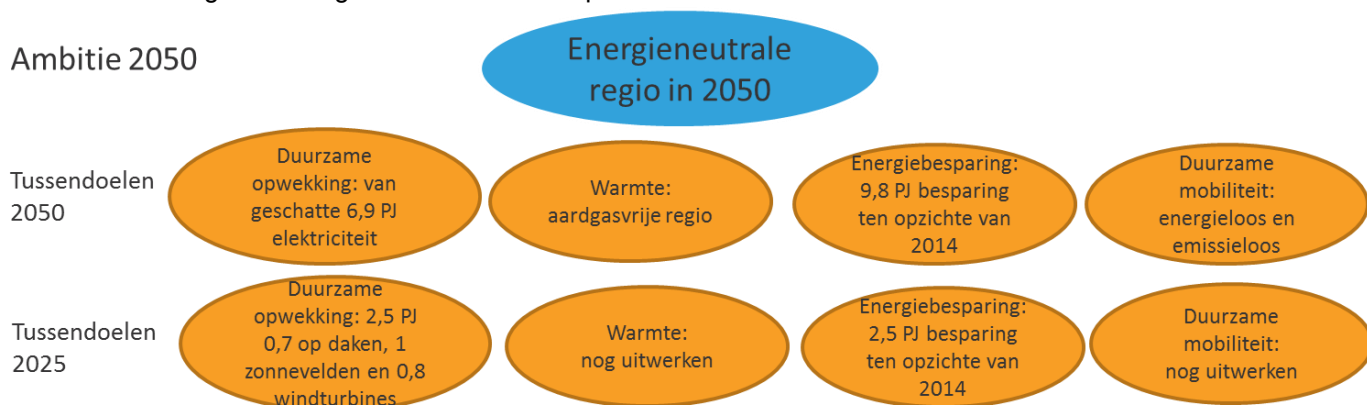 Ambitie 2050
Energieneutrale
regio in 2050
Tussendoelen
2050
Duurzame
opwekking: van
geschatte 6,9 PJ
elektriciteit
Warmte:
aardgasvrije regio
Energiebesparing:
9,8 PJ besparing
ten opzichte van
2014
Duurzame
mobiliteit:
energieloos en
emissieloos
Tussendoelen
2025
Duurzame
opwekking: 2,5 PJ
0,7 op daken, 1
zonnevelden en 0,8
windturbines
Warmte:
nog uitwerken
Energiebesparing:
2,5 PJ besparing
ten opzichte van
2014
Duurzame
mobiliteit:
nog uitwerken